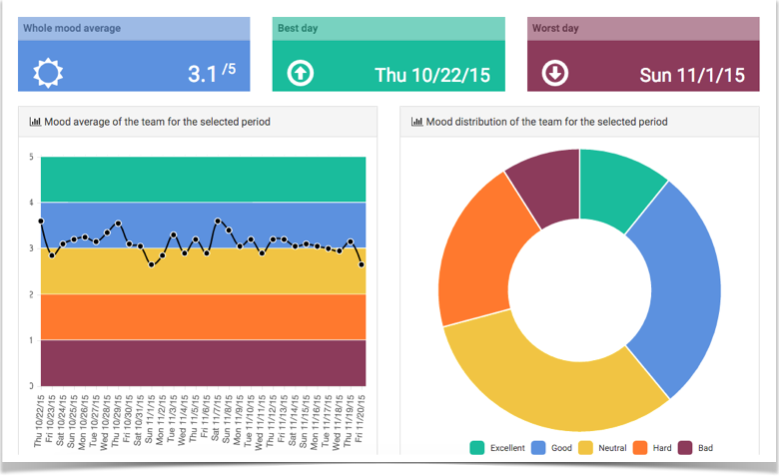 Whole mood average
3.1 /5
Best day
Thu 10/22/15
Worst day
Sun 11/1/15
Mood average of the team for the selected period
5
4
3
2
1
0
Thu 10/22/15
Fri 10/23/15
Sat 10/24/15
Sun 10/25/15
Mon 10/26/15
Tue 10/27/15
Wed 10/28/15
Thu 10/29/15
Fri 10/30/15
Sat 10/31/15
Sun 11/1/15
Mon 11/2/15
Tue 11/3/15
Wed 11/4/15
Thu 11/5/15
Fri 11/6/15
Sat 11/7/15
Sun 11/8/15
Mon 11/9/15
Tue 11/10/15
Wed 11/11/15
Thu 11/12/15
Fri 11/13/15
Sat 11/14/15
Sun 11/15/15
Mon 11/16/15
Tue 11/17/15
Wed 11/18/15
Thu 11/19/15
Fri 11/20/15
Mood distribution of the team for the selected period
Excellent Good Neutral Hard Bad